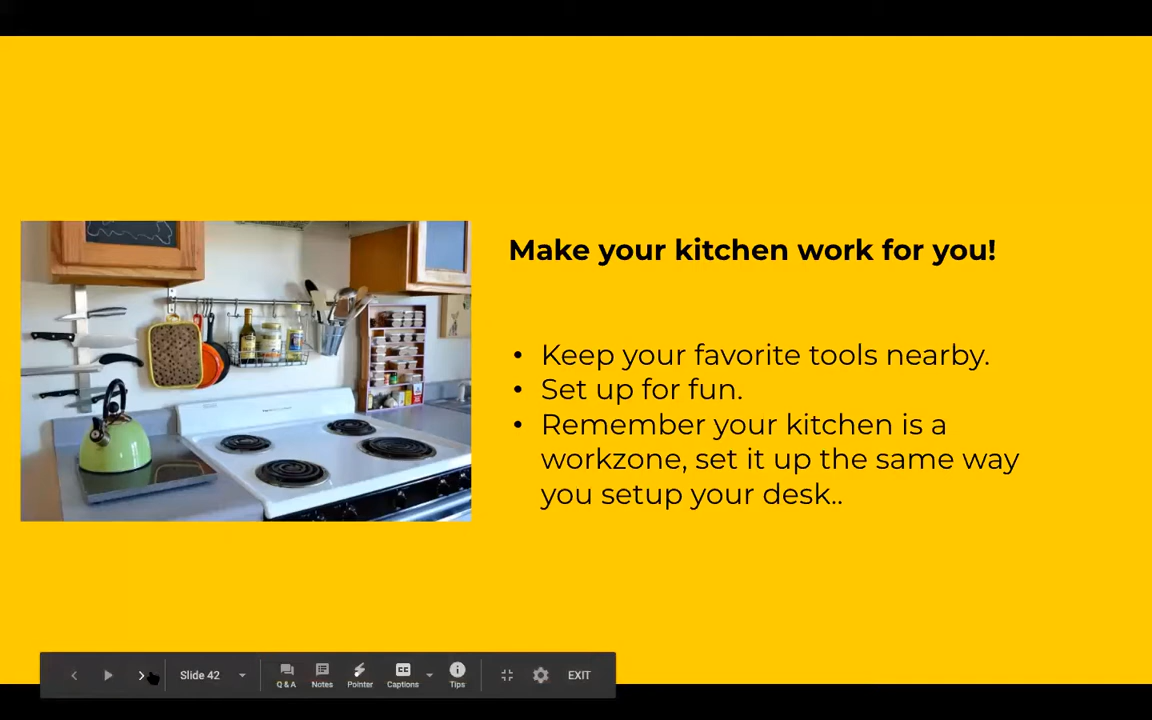 Make your kitchen work for you!
• Keep your favorite tools nearby.
• Set up for fun.
• Remember your kitchen is a
workzone, set it up the same way
you setup your desk..
Slide 42
Q & A
Notes
Pointer
CC
Captions
Tips
EXIT